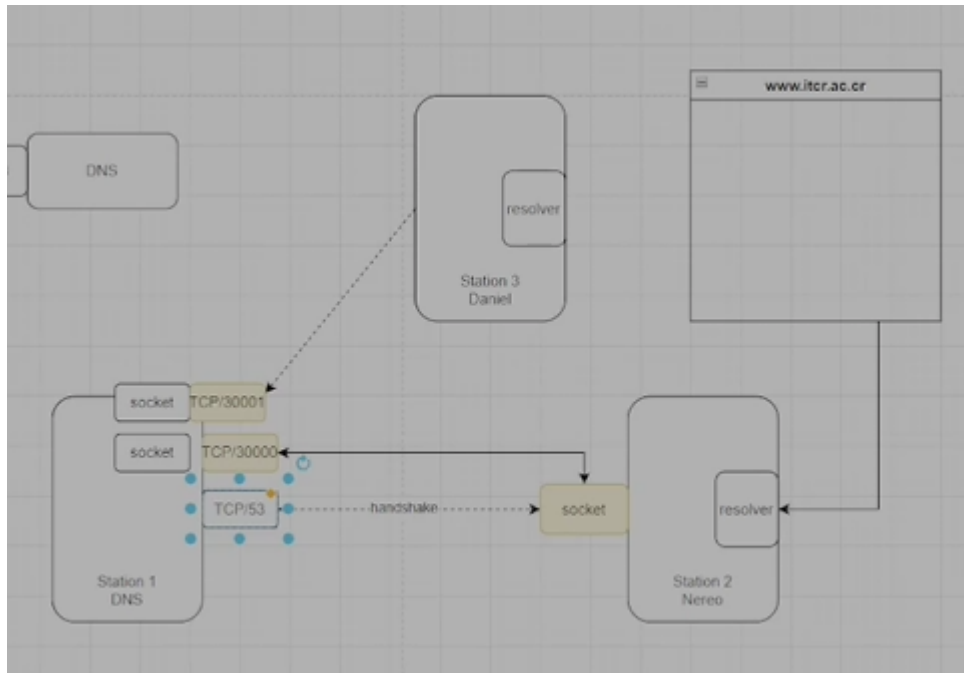 www.itcr.ac.cr
DNS
resolver
Station 3
Daniel
socket
TCP/30001
socket
TCP/30000
TCP/53
handshake
socket
resolver
Station 1
DNS
Station 2
Nereo